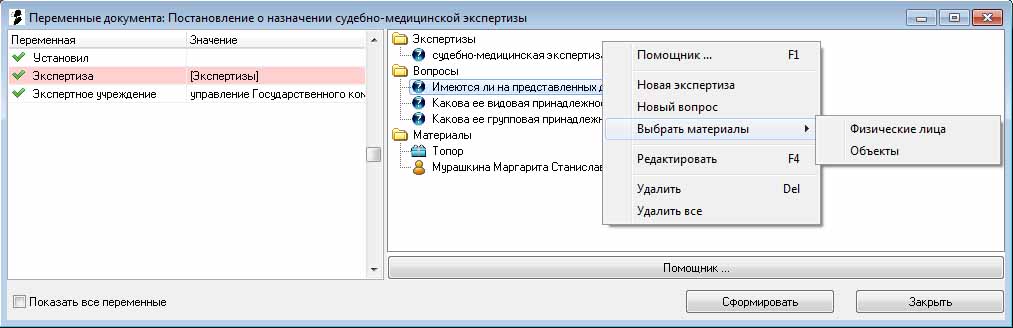 Переменные документа: Постановление о назначении судебно-медицинской экспертизы
Переменная Значение
Установил
Экспертиза [Экспертизы]
Экспертное учреждение управление Государственного ком
Экспертизы
судебно-медицинская экспертиза
Вопросы
Имеются ли на представленных д
Какова ее видовая принадлежнос
Какова ее групповая принадлежн
Материалы
Топор
Мурашкина Маргарита Станислав
Помощник ... F1
Новая экспертиза
Новый вопрос
Выбрать материалы
Редактировать F4
Удалить Del
Удалить все
Физические лица
Объекты
Помощник ...
Показать все переменные
Сформировать
Закрыть